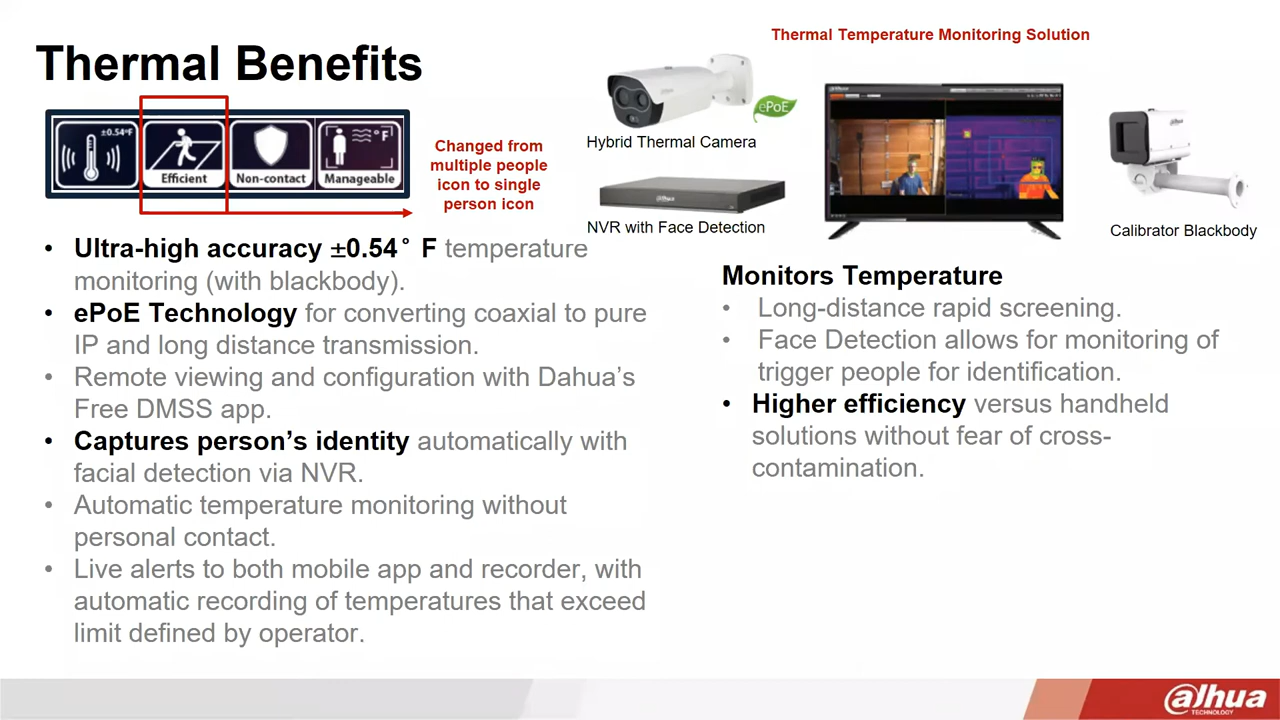 Thermal Benefits
±0.54°F
Efficient
Non-contact
°F
Manageable
Changed from
multiple people
icon to single
person icon
Thermal Temperature Monitoring Solution
ePoE
Hybrid Thermal Camera
alhua
NVR with Face Detection
alhua
Calibrator Blackbody
• Ultra-high accuracy ±0.54° F temperature
monitoring (with blackbody).
• ePoE Technology for converting coaxial to pure
IP and long distance transmission.
• Remote viewing and configuration with Dahua’s
Free DMSS app.
• Captures person’s identity automatically with
facial detection via NVR.
• Automatic temperature monitoring without
personal contact.
• Live alerts to both mobile app and recorder, with
automatic recording of temperatures that exceed
limit defined by operator.
Monitors Temperature
• Long-distance rapid screening.
• Face Detection allows for monitoring of
trigger people for identification.
• Higher efficiency versus handheld
solutions without fear of cross-
contamination.
alhua
TECHNOLOGY